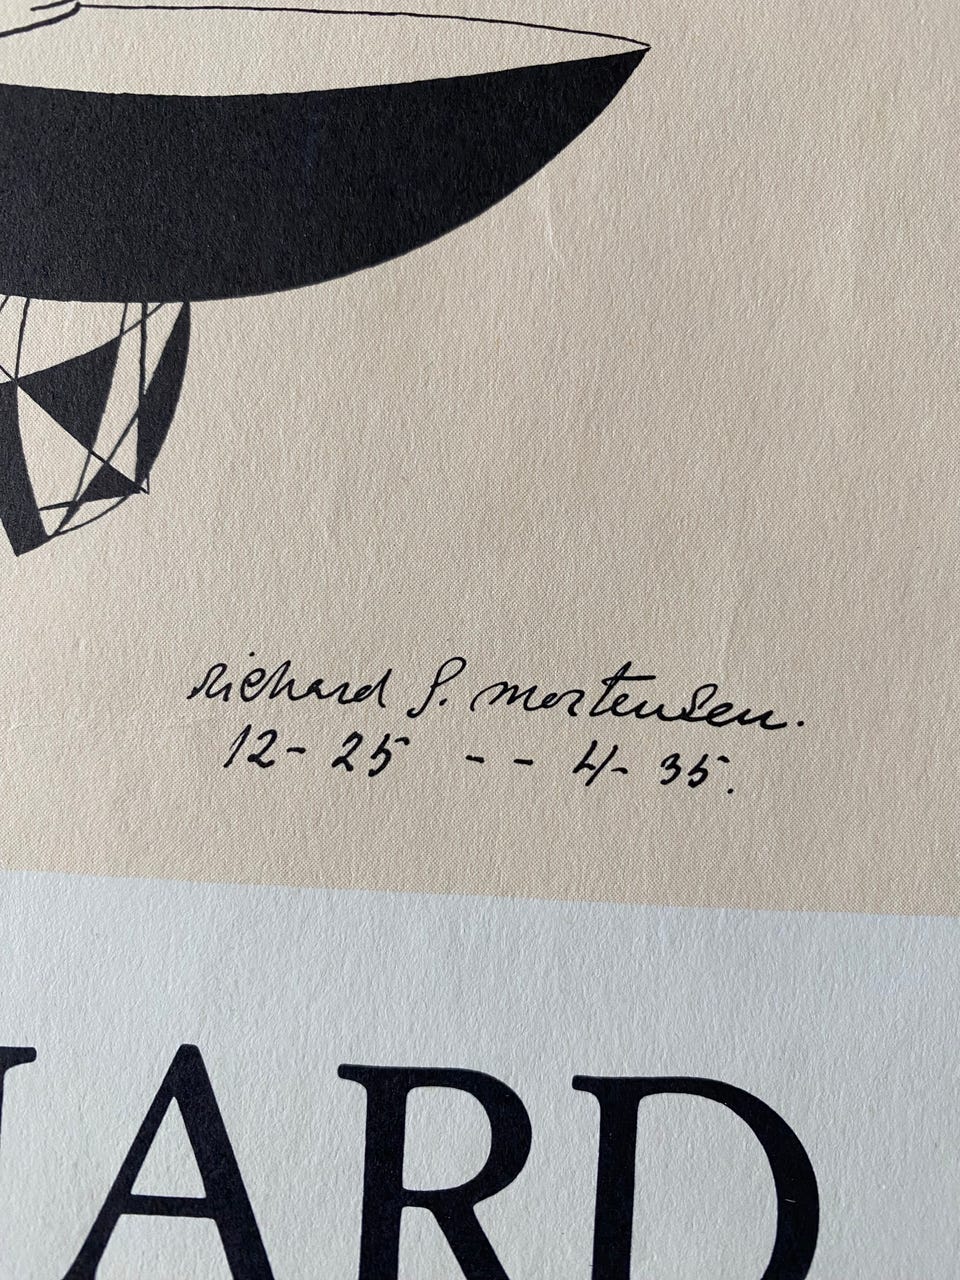 richard S. mortensen.
12- 25 - - 4- 35.
ARD